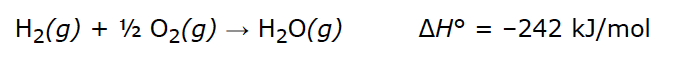 H₂(g) + ½ O₂(g) → H₂O(g) ΔH° = −242 kJ/mol